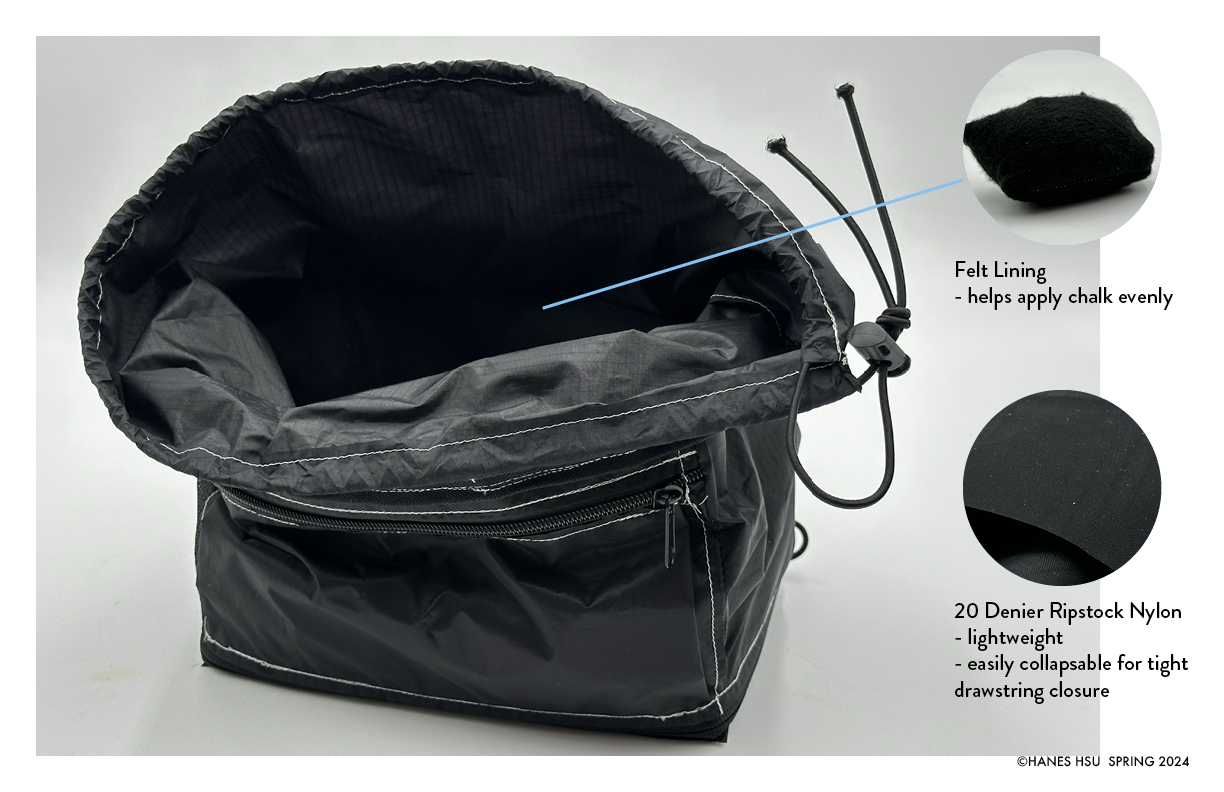 Felt Lining
- helps apply chalk evenly
20 Denier Ripstock Nylon
- lightweight
- easily collapsable for tight
drawstring closure
©HANES HSU SPRING 2024